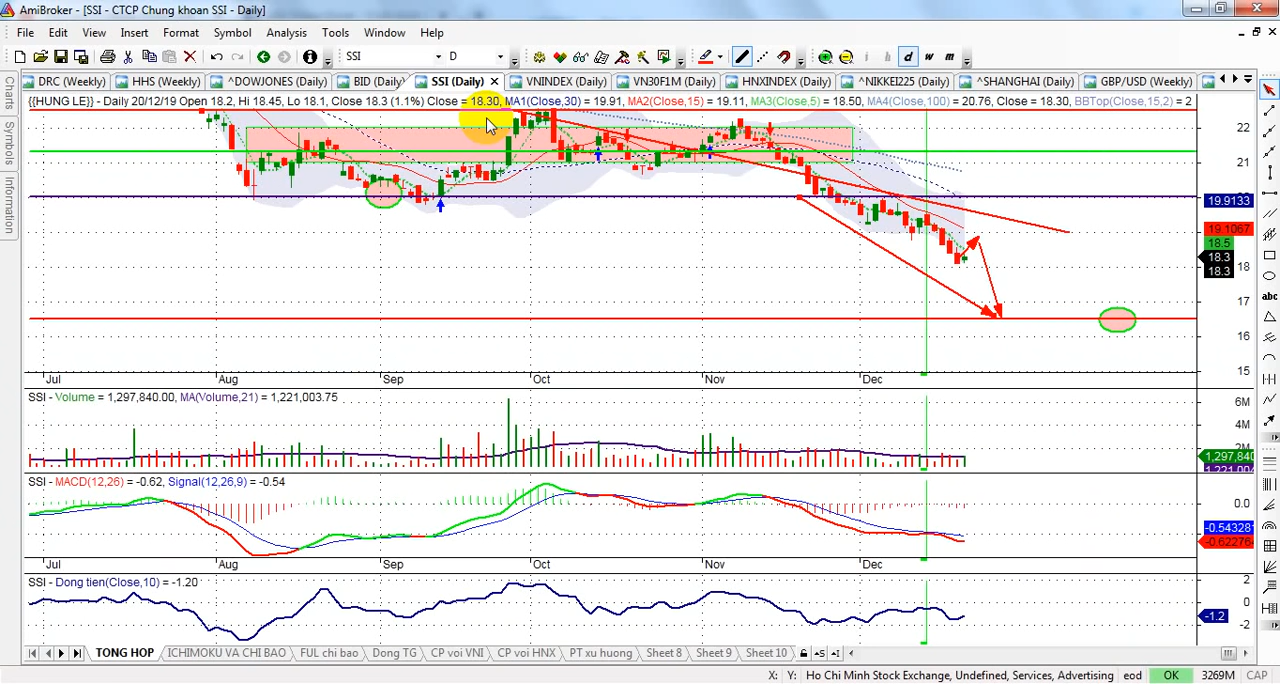 AmiBroker - [SSI - CTCP Chung khoan SSI - Daily]
File Edit View Insert Format Symbol Analysis Tools Window Help
SSI D i i h d w m
DRC (Weekly) HHS (Weekly) ^DOWJONES (Daily) BID (Daily) SSI (Daily) VNINDEX (Daily) VN30F1M (Daily) HNXINDEX (Daily) ^NIKKEI225 (Daily) ^SHANGHAI (Daily) GBP/USD (Weekly)
Charts
Symbols
Information
{{HUNG LE}} - Daily 20/12/19 Open 18.2, Hi 18.45, Lo 18.1, Close 18.3 (1.1%) Close = 18.30, MA1(Close,30) = 19.91, MA2(Close,15) = 19.11, MA3(Close,5) = 18.50, MA4(Close,100) = 20.76, Close = 18.30, BBTop(Close,15,2) = 2
22
21
20
19.9133
19.1067
18.5
18.3
18.3
18
17
16
15
Jul Aug Sep Oct Nov Dec
SSI - Volume = 1,297,840.00, MA(Volume,21) = 1,221,003.75
6M
4M
2M
1,297,840
SSI - MACD(12,26) = -0.62, Signal(12,26,9) = -0.54
0.0
-0.54328
-0.622764
Jul Aug Sep Oct Nov Dec
SSI - Dong tien(Close,10) = -1.20
2
0
-1.2
-2
TONG HOP ICHIMOKU VA CHI BAO FUL chi bao Dong TG CP voi VNI CP voi HNX PT xu huong Sheet 8 Sheet 9 Sheet 10
X: Y: Ho Chi Minh Stock Exchange, Undefined, Services, Advertising eod OK 3269M CAP
abc